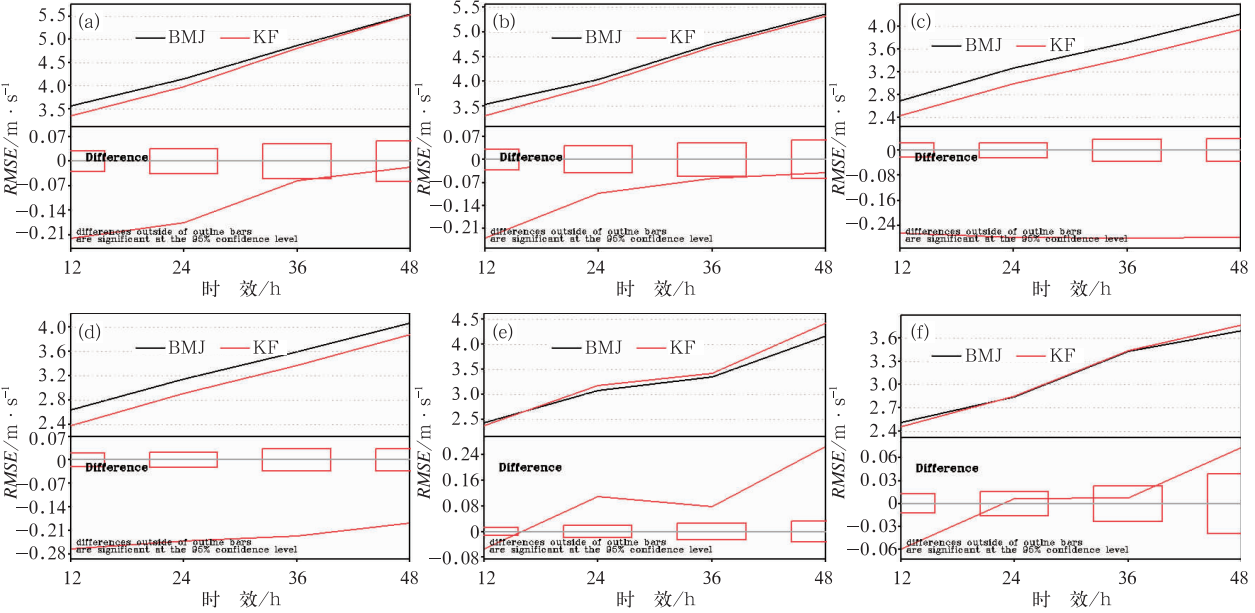 (a)
BMJ KF
5.5
5.0
4.5
4.0
3.5
RMSE/m · s⁻¹
0.07
0
−0.07
−0.14
−0.21
Difference
differences outside of outline bars
are significant at the 95% confidence level
12 24 36 48
时 效/h
(b)
BMJ KF
5.5
5.0
4.5
4.0
3.5
RMSE/m · s⁻¹
0.07
0
−0.07
−0.14
−0.21
Difference
differences outside of outline bars
are significant at the 95% confidence level
12 24 36 48
时 效/h
(c)
BMJ KF
4.0
3.6
3.2
2.8
2.4
RMSE/m · s⁻¹
0
−0.08
−0.16
−0.24
Difference
differences outside of outline bars
are significant at the 95% confidence level
12 24 36 48
时 效/h
(d)
BMJ KF
4.0
3.6
3.2
2.8
2.4
RMSE/m · s⁻¹
0.07
0
−0.07
−0.14
−0.21
−0.28
Difference
differences outside of outline bars
are significant at the 95% confidence level
12 24 36 48
时 效/h
(e)
BMJ KF
4.5
4.0
3.5
3.0
2.5
RMSE/m · s⁻¹
0.24
0.16
0.08
0
−0.08
Difference
differences outside of outline bars
are significant at the 95% confidence level
12 24 36 48
时 效/h
(f)
BMJ KF
3.6
3.3
3.0
2.7
2.4
RMSE/m · s⁻¹
0.06
0.03
0
−0.03
−0.06
Difference
differences outside of outline bars
are significant at the 95% confidence level
12 24 36 48
时 效/h